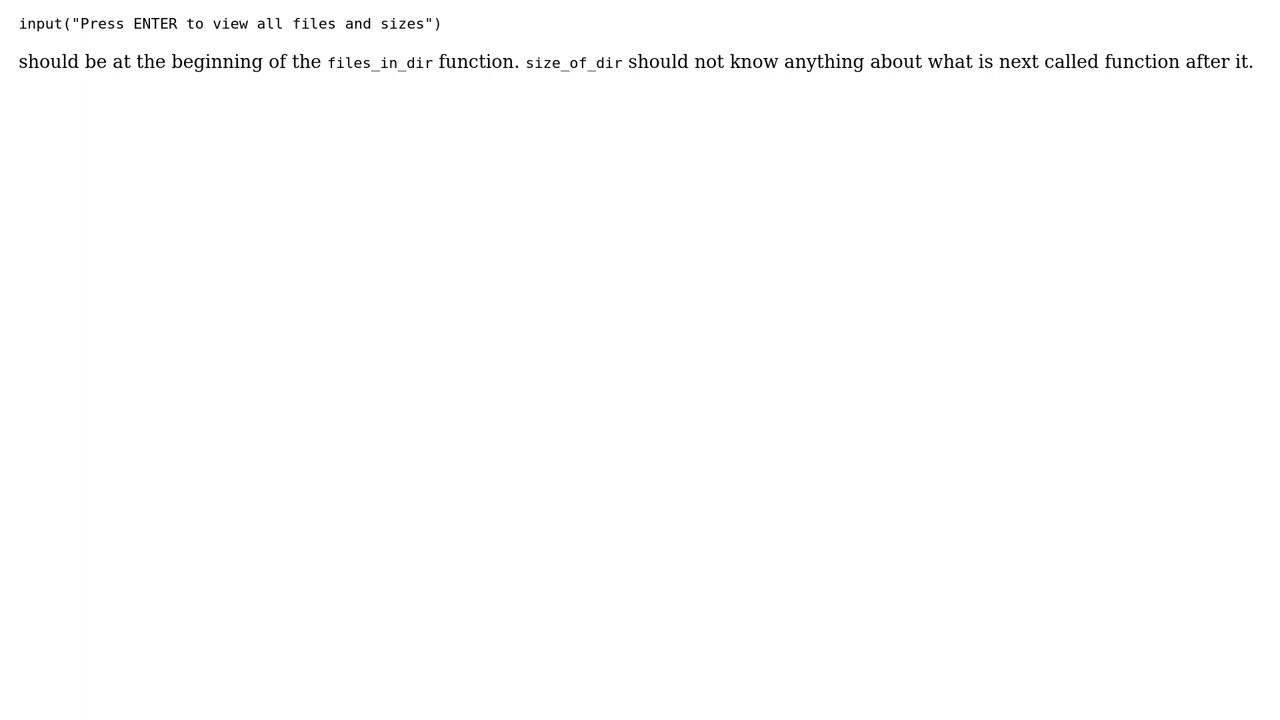 input("Press ENTER to view all files and sizes")
should be at the beginning of the files_in_dir function. size_of_dir should not know anything about what is next called function after it.